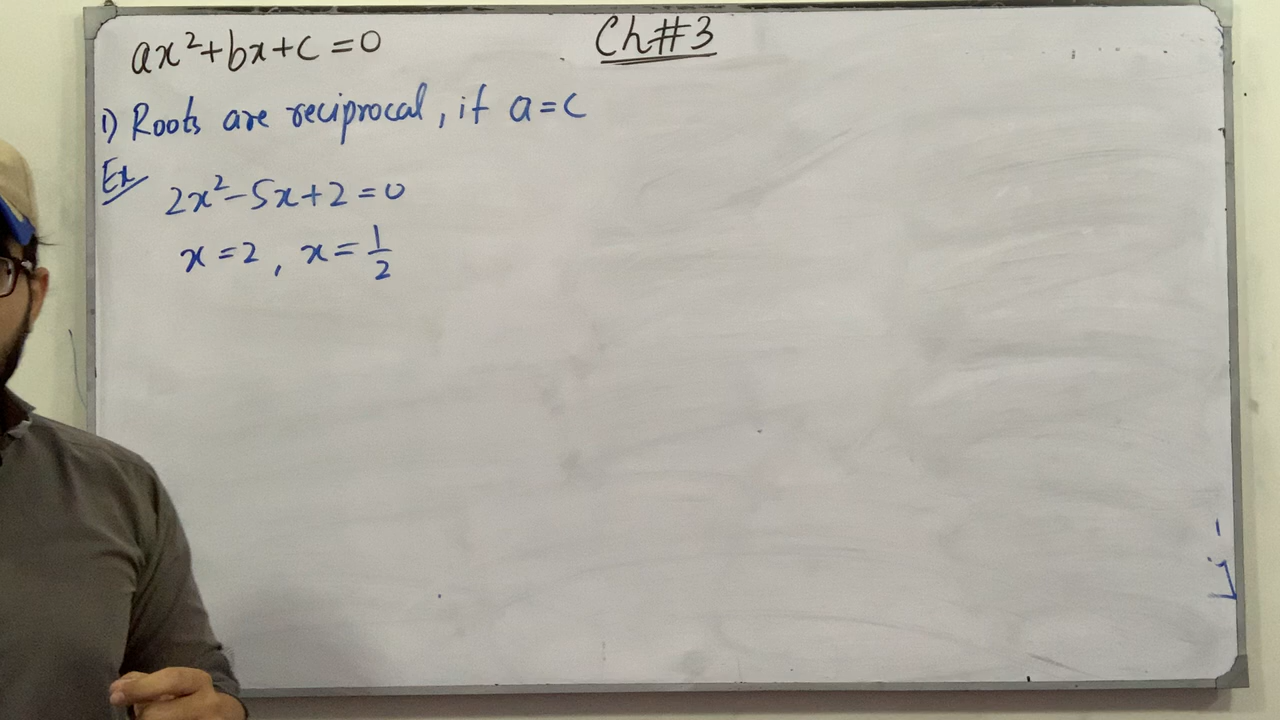 ax²+bx+c=0
Ch#3
1) Roots are reciprocal, if a=c
Ex
2x²-5x+2=0
x=2, x=1/2